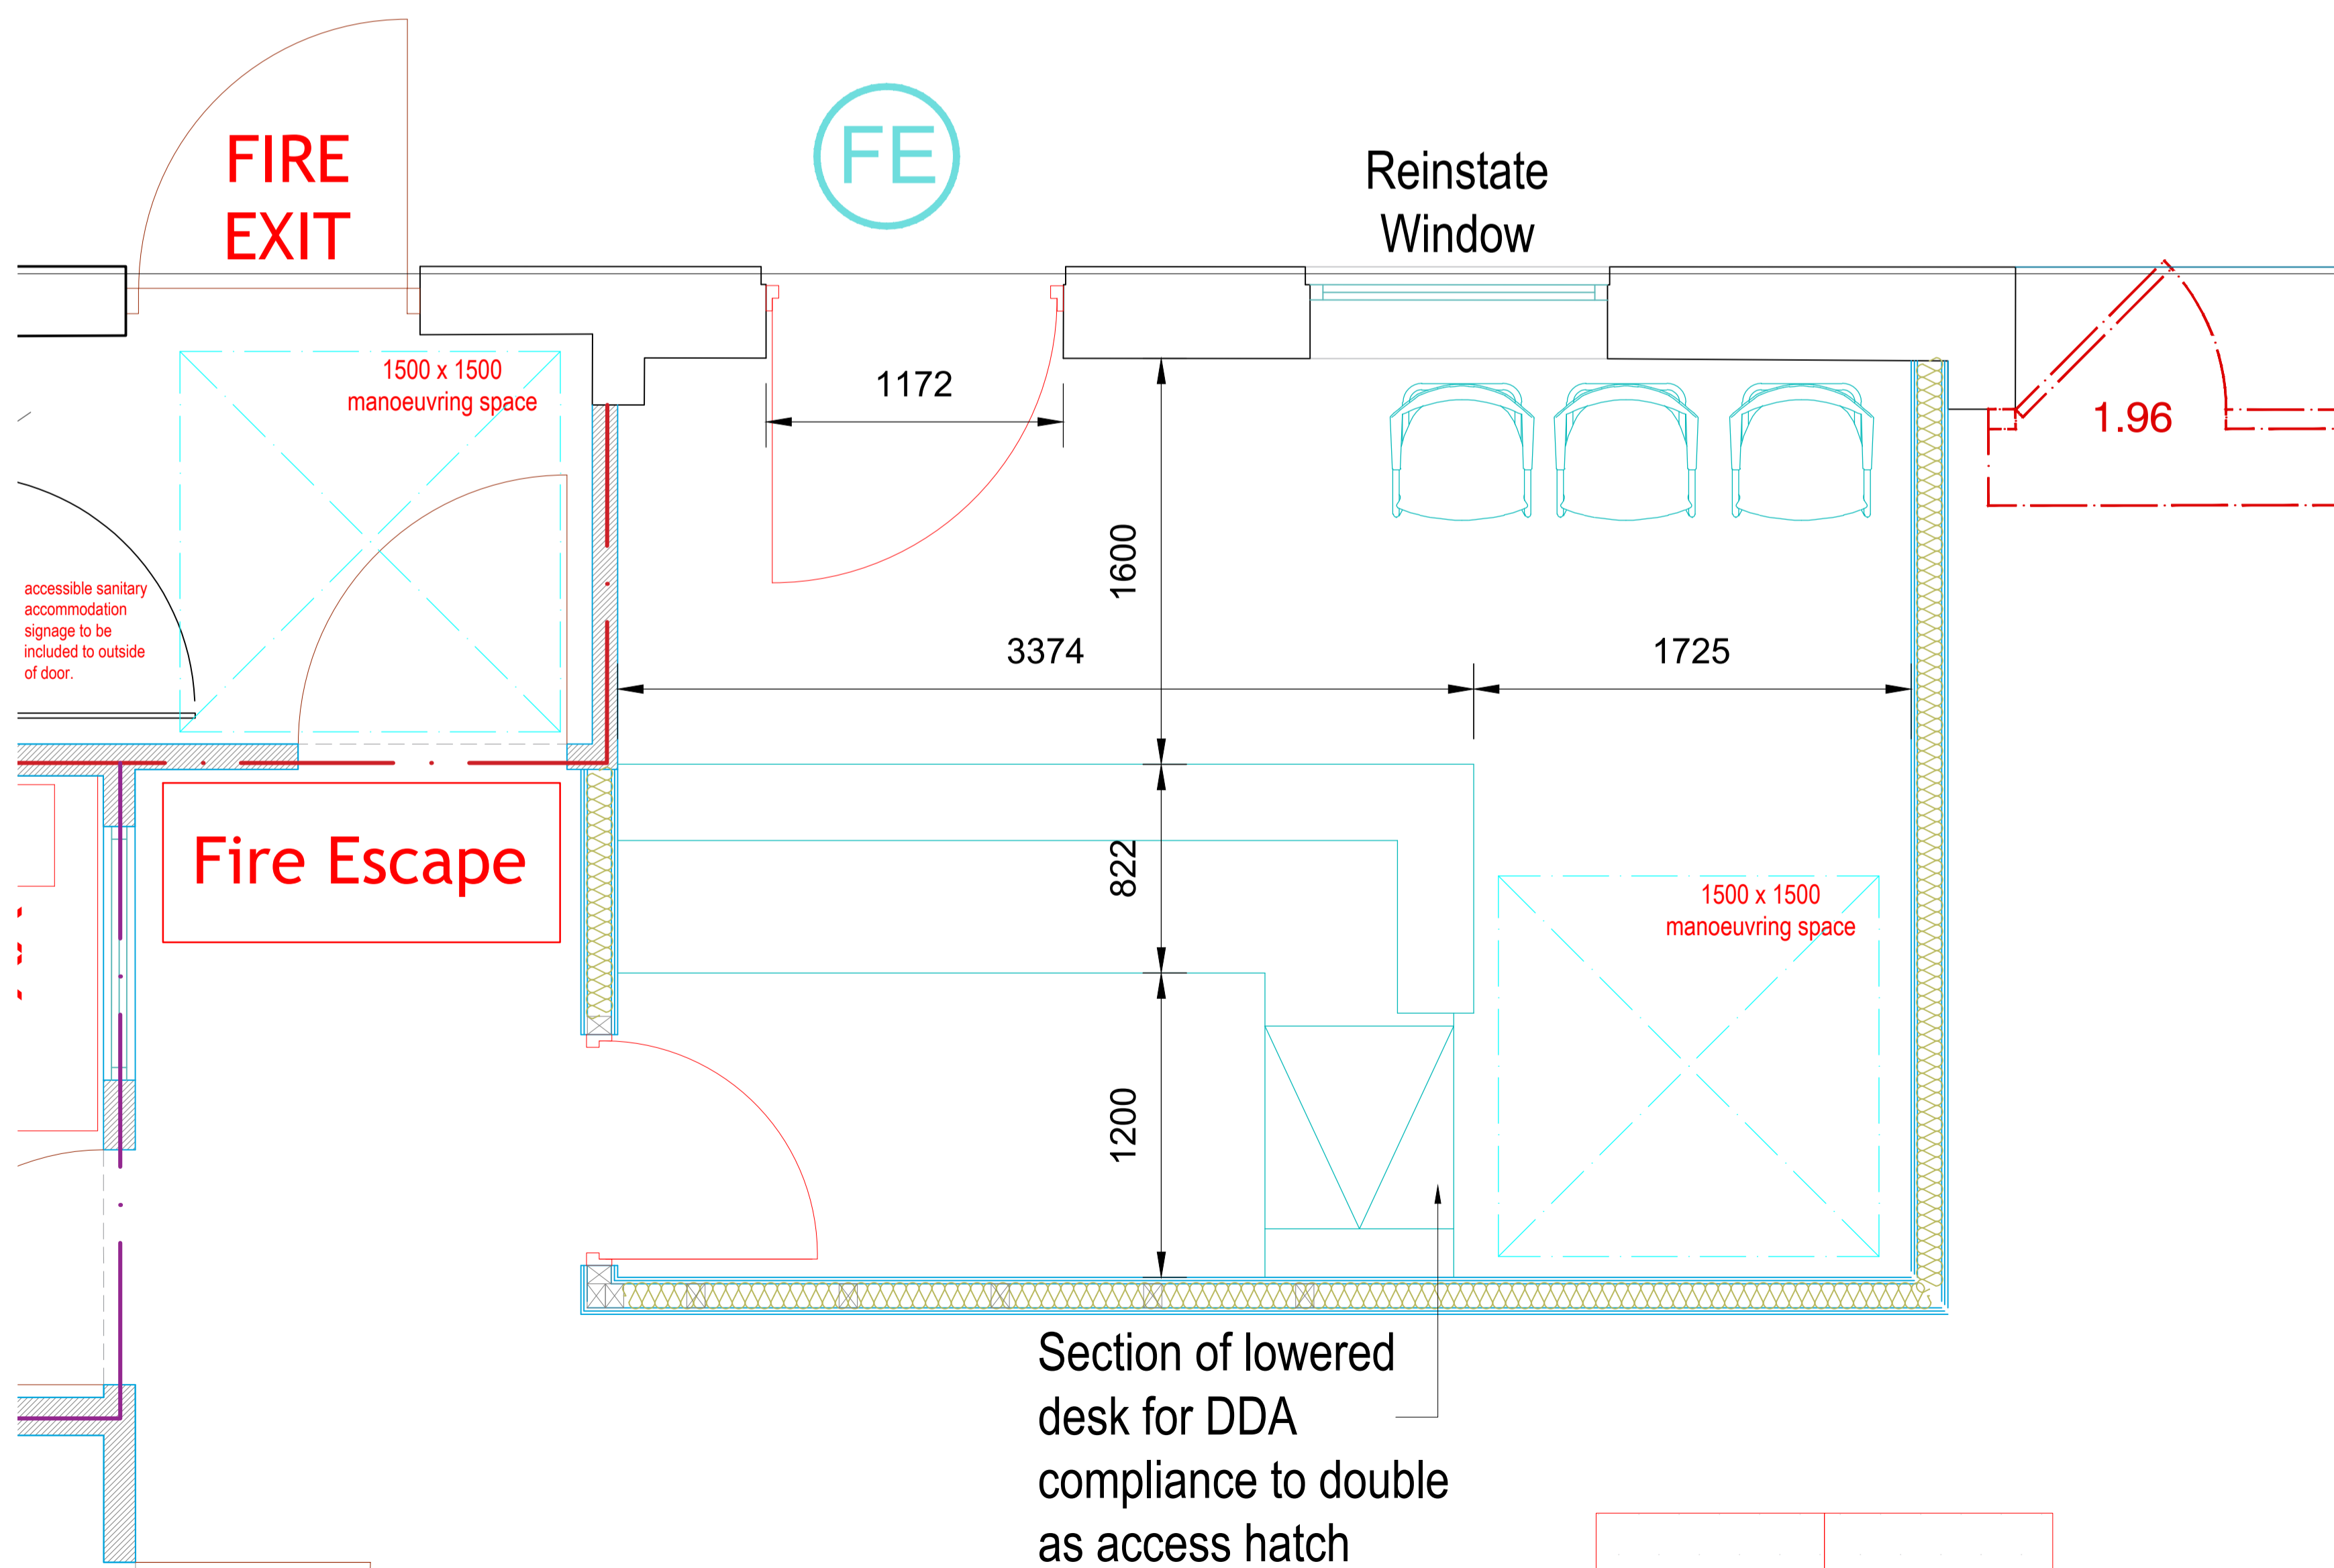 FIRE
EXIT
FE
Reinstate
Window
1500 x 1500
manoeuvring space
1172
1.96
accessible sanitary
accommodation
signage to be
included to outside
of door.
1600
3374
1725
Fire Escape
822
1500 x 1500
manoeuvring space
1200
Section of lowered
desk for DDA
compliance to double
as access hatch